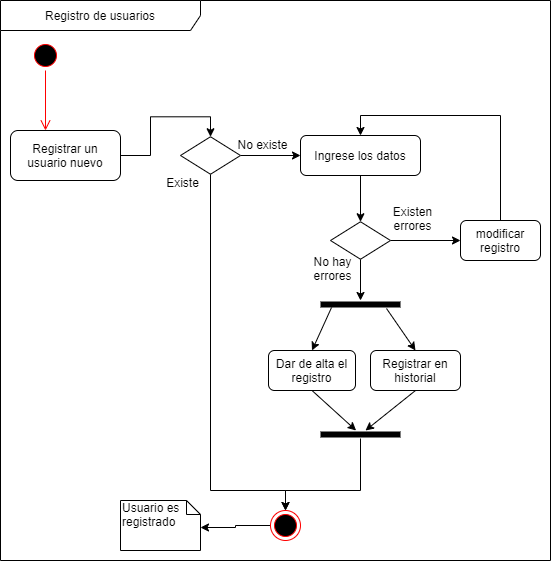 Registro de usuarios
Registrar un
usuario nuevo
No existe
Existe
Ingrese los datos
Existen
errores
modificar
registro
No hay
errores
Dar de alta el
registro
Registrar en
historial
Usuario es
registrado